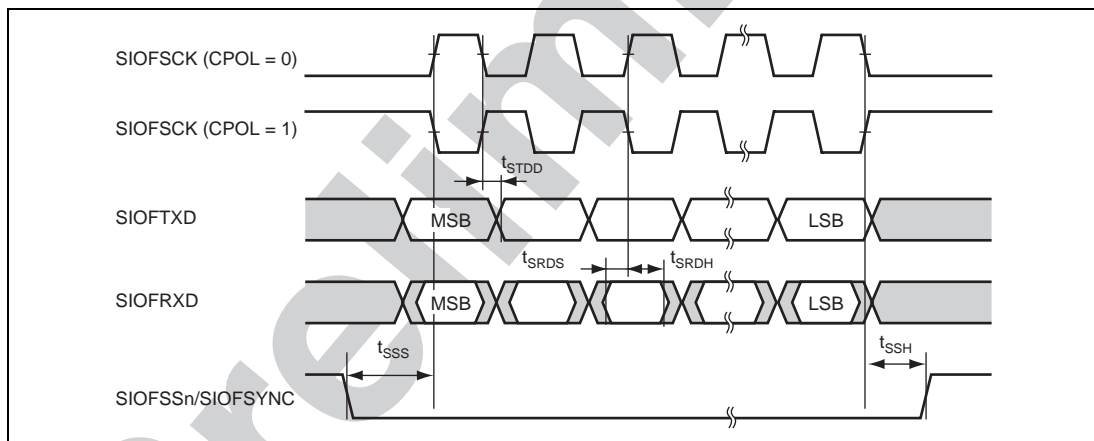 SIOFSCK (CPOL = 0)
SIOFSCK (CPOL = 1)
tSTDD
SIOFTXD
MSB
LSB
tSRDS
tSRDH
SIOFRXD
MSB
LSB
tSSS
tSSH
SIOFSSn/SIOFSYNC